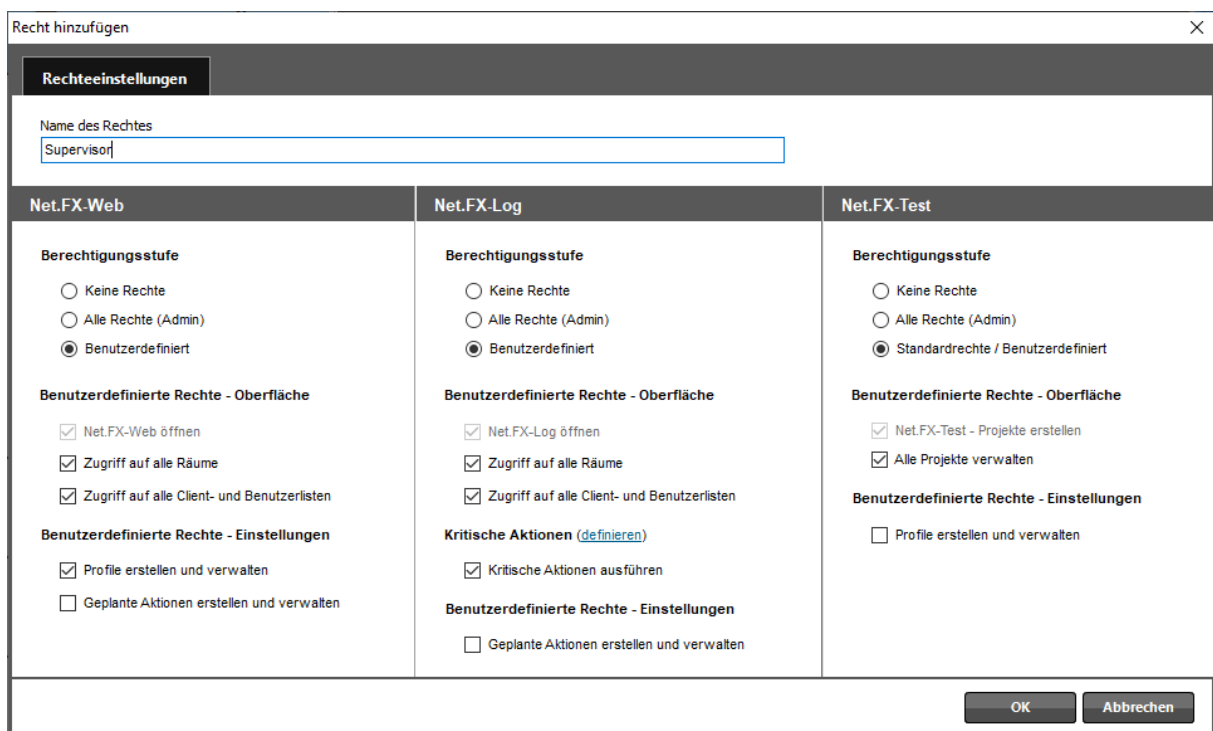 Recht hinzufügen
Rechteeinstellungen
Name des Rechtes
Supervisor
Net.FX-Web
Berechtigungsstufe
Keine Rechte
Alle Rechte (Admin)
Benutzerdefiniert
Benutzerdefinierte Rechte - Oberfläche
Net.FX-Web öffnen
Zugriff auf alle Räume
Zugriff auf alle Client- und Benutzerlisten
Benutzerdefinierte Rechte - Einstellungen
Profile erstellen und verwalten
Geplante Aktionen erstellen und verwalten
Net.FX-Log
Berechtigungsstufe
Keine Rechte
Alle Rechte (Admin)
Benutzerdefiniert
Benutzerdefinierte Rechte - Oberfläche
Net.FX-Log öffnen
Zugriff auf alle Räume
Zugriff auf alle Client- und Benutzerlisten
Kritische Aktionen (definieren)
Kritische Aktionen ausführen
Benutzerdefinierte Rechte - Einstellungen
Geplante Aktionen erstellen und verwalten
Net.FX-Test
Berechtigungsstufe
Keine Rechte
Alle Rechte (Admin)
Standardrechte / Benutzerdefiniert
Benutzerdefinierte Rechte - Oberfläche
Net.FX-Test - Projekte erstellen
Alle Projekte verwalten
Benutzerdefinierte Rechte - Einstellungen
Profile erstellen und verwalten
OK
Abbrechen